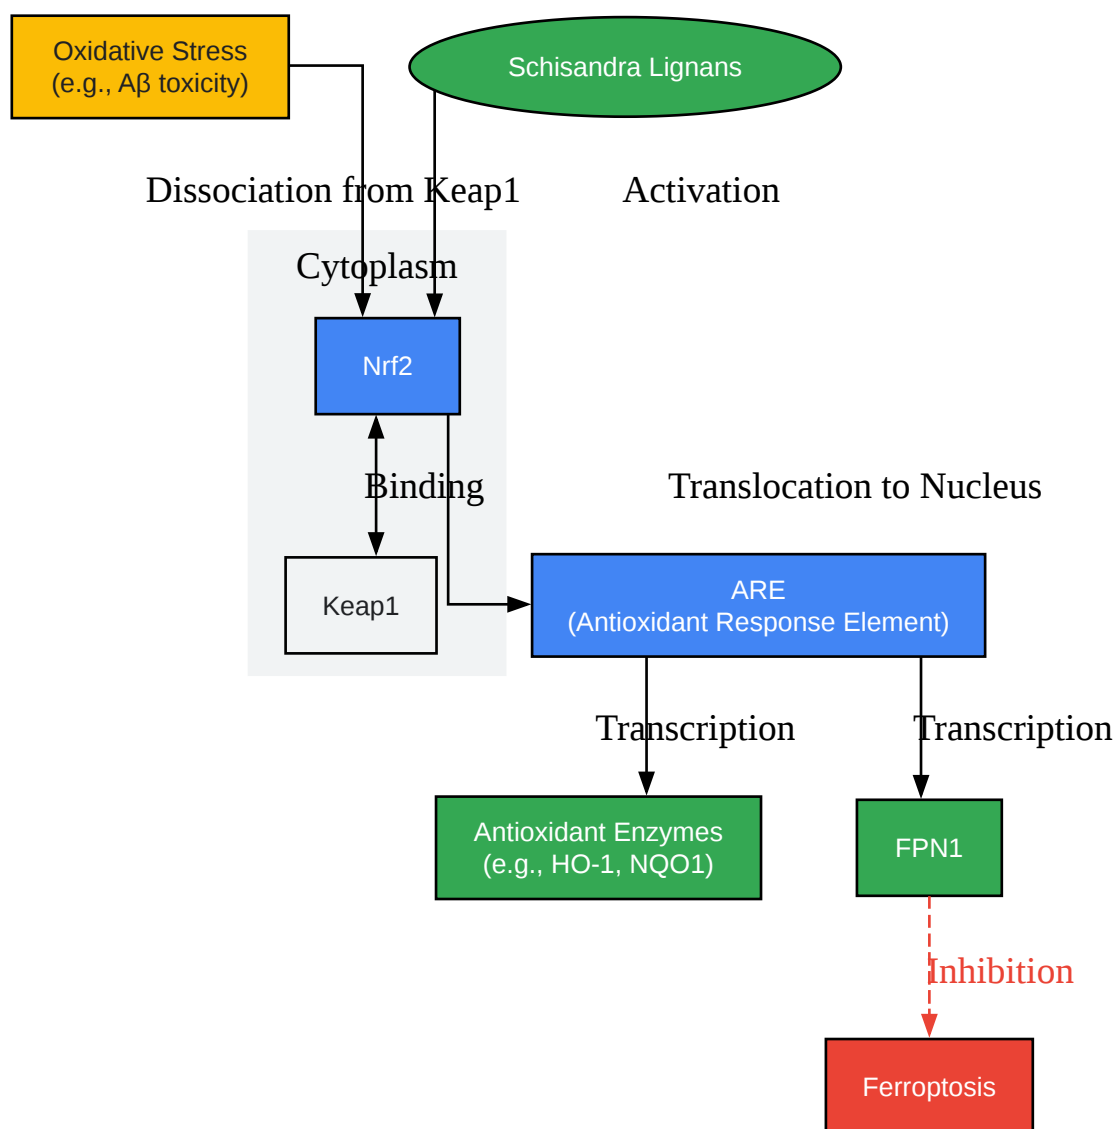 Oxidative Stress
(e.g., Aβ toxicity)
Schisandra Lignans
Dissociation from Keap1
Activation
Cytoplasm
Nrf2
Binding
Translocation to Nucleus
Keap1
ARE
(Antioxidant Response Element)
Transcription
Transcription
Antioxidant Enzymes
(e.g., HO-1, NQO1)
FPN1
Inhibition
Ferroptosis